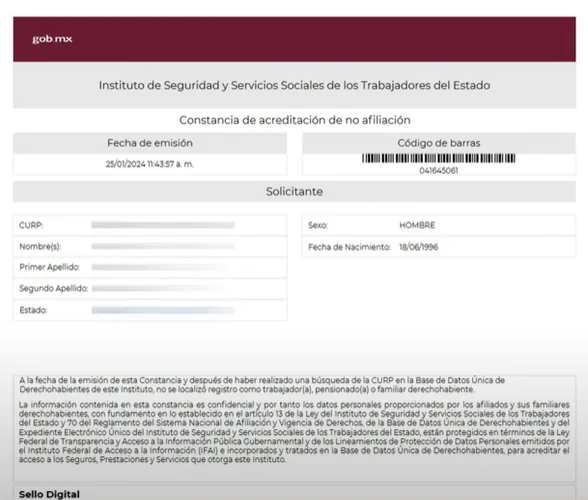 gob.mx
Instituto de Seguridad y Servicios Sociales de los Trabajadores del Estado
Constancia de acreditación de no afiliación
Fecha de emisión
25/01/2024 11:43:57 a. m.
Código de barras
041645061
Solicitante
CURP:
Nombre(s):
Primer Apellido:
Segundo Apellido:
Estado:
Sexo: HOMBRE
Fecha de Nacimiento: 18/06/1996
A la fecha de la emisión de esta Constancia y después de haber realizado una búsqueda de la CURP en la Base de Datos Única de
Derechohabientes de este Instituto, no se localizó registro como trabajador(a), pensionado(a) o familiar derechohabiente.
La información contenida en esta constancia es confidencial y por tanto los datos personales proporcionados por los afiliados y sus familiares
derechohabientes, con fundamento en lo establecido en el artículo 13 de la Ley del Instituto de Seguridad y Servicios Sociales de los Trabajadores
del Estado y 70 del Reglamento del Sistema Nacional de Afiliación y Vigencia de Derechos, de la Base de Datos Única de Derechohabientes y del
Expediente Electrónico Único del Instituto de Seguridad y Servicios Sociales de los Trabajadores del Estado, están protegidos en términos de la Ley
Federal de Transparencia y Acceso a la Información Pública Gubernamental y de los Lineamientos de Protección de Datos Personales emitidos por
el Instituto Federal de Acceso a la Información (IFAI) e incorporados y tratados en la Base de Datos Única de Derechohabientes, para acreditar el
acceso a los Seguros, Prestaciones y Servicios que otorga este Instituto.
Sello Digital